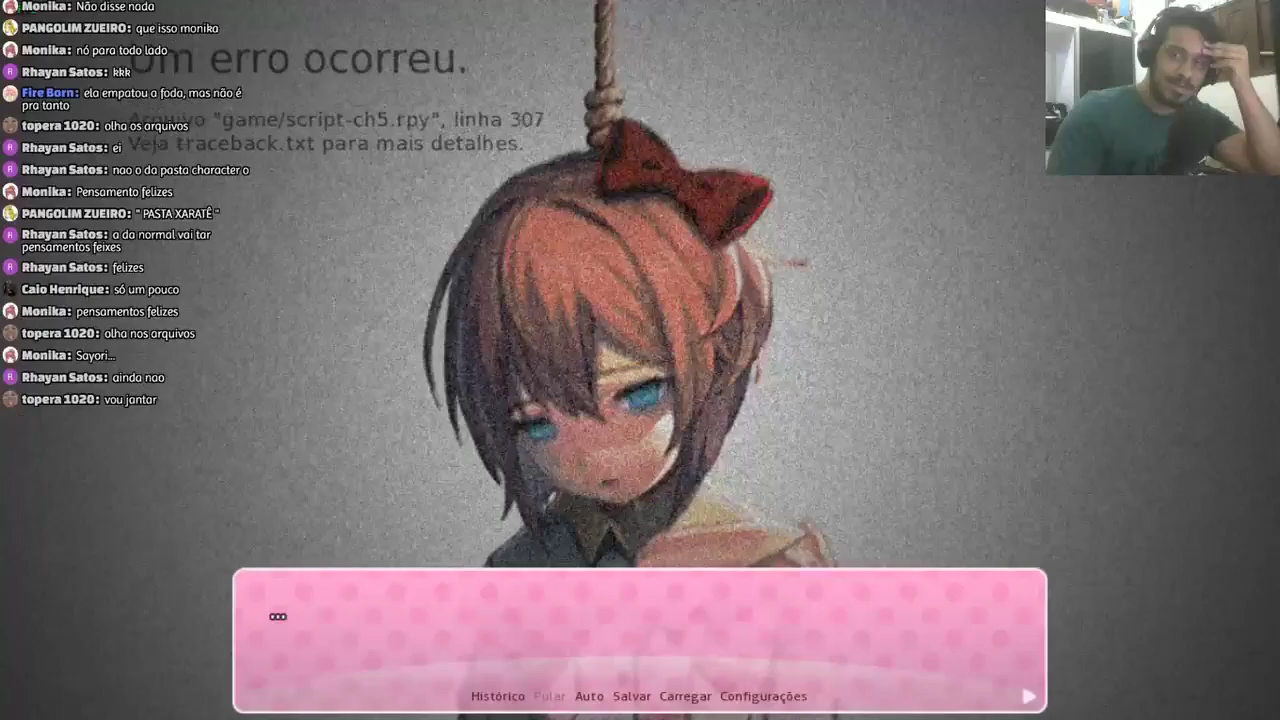 Monika: Não disse nada
PANGOLIM ZUEIRO: que isso monika
Monika: nó para todo lado
Rhayan Satos: kkk
Fire Born: ela empatou a foda, mas não é
pra tanto
topera 1020: olha os arquivos
Rhayan Satos: ei
Rhayan Satos: nao o da pasta character o
Monika: Pensamento felizes
PANGOLIM ZUEIRO: " PASTA XARATÊ "
Rhayan Satos: a da normal vai tar
pensamentos feixes
Rhayan Satos: felizes
Caio Henrique: só um pouco
Monika: pensamentos felizes
topera 1020: olha nos arquivos
Monika: Sayori...
Rhayan Satos: ainda nao
topera 1020: vou jantar
Um erro ocorreu.
Arquivo "game/script-ch5.rpy", linha 307
Veja traceback.txt para mais detalhes.
...
Histórico Pular Auto Salvar Carregar Configurações